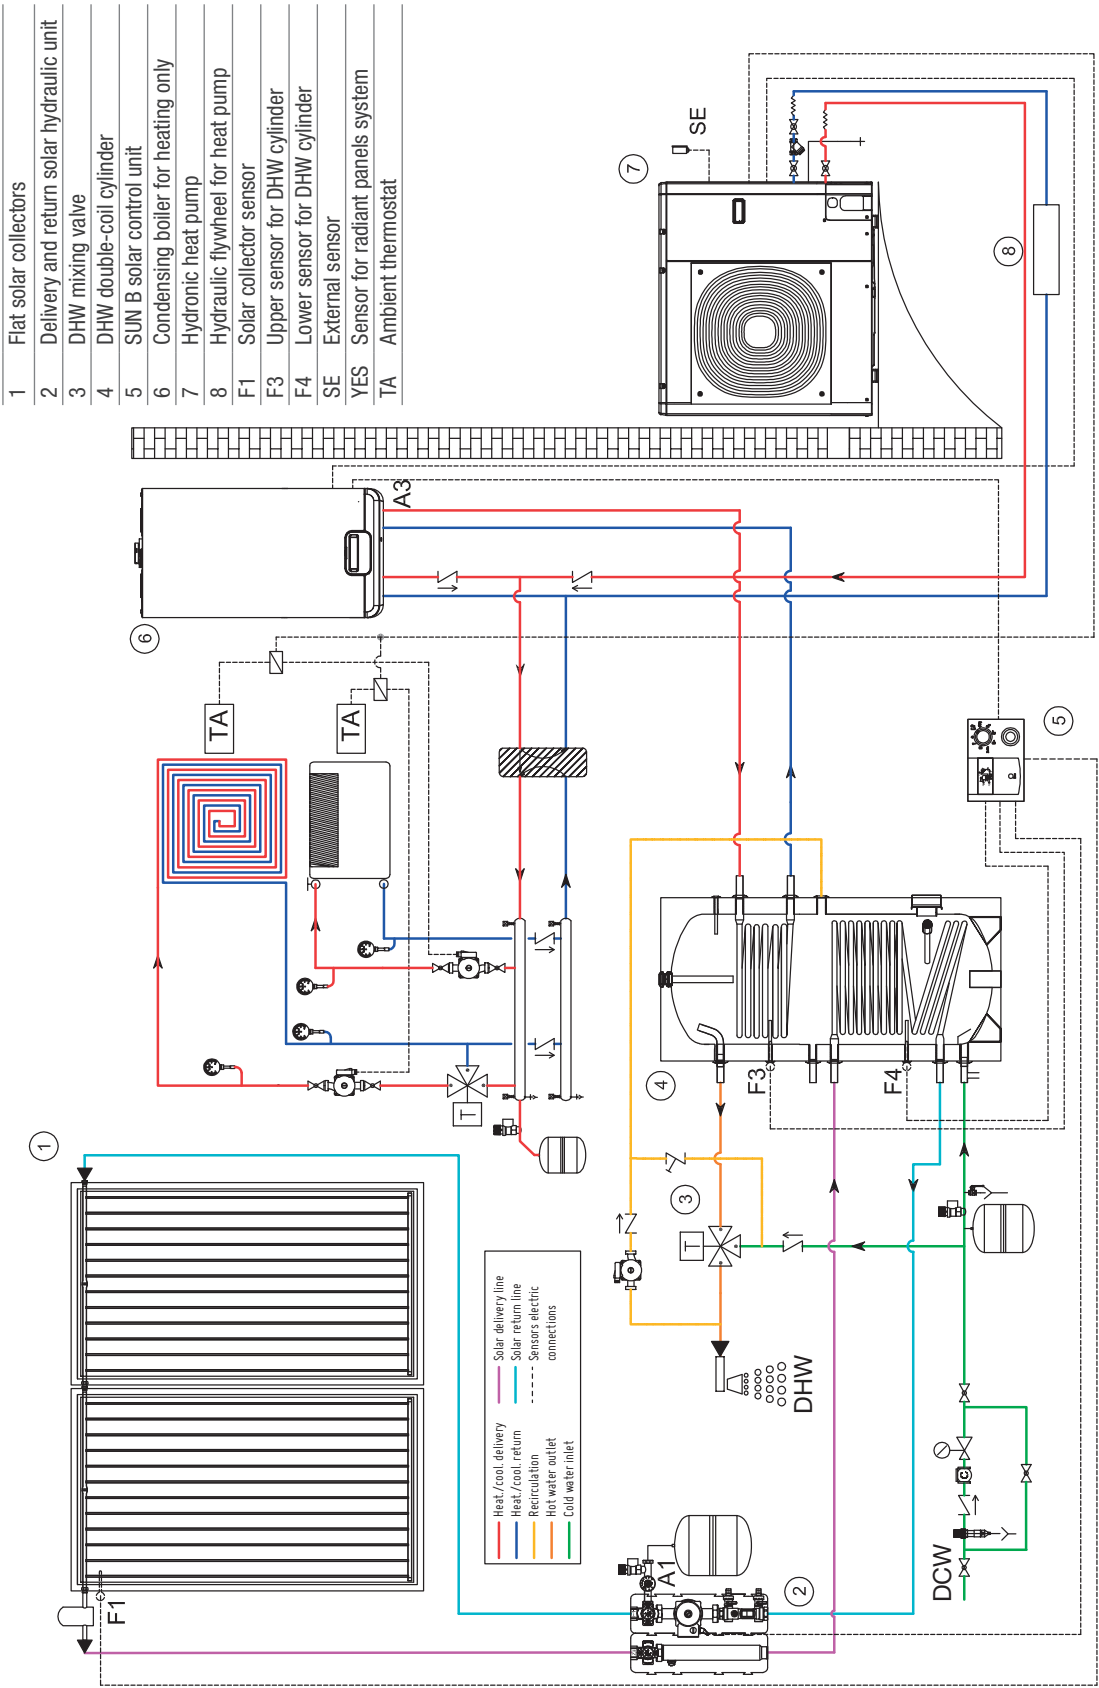 1 Flat solar collectors
2 Delivery and return solar hydraulic unit
3 DHW mixing valve
4 DHW double-coil cylinder
5 SUN B solar control unit
6 Condensing boiler for heating only
7 Hydronic heat pump
8 Hydraulic flywheel for heat pump
F1 Solar collector sensor
F3 Upper sensor for DHW cylinder
F4 Lower sensor for DHW cylinder
SE External sensor
YES Sensor for radiant panels system
TA Ambient thermostat
1
F1
Heat./cool. delivery
Heat./cool. return
Recirculation
Hot water outlet
Cold water inlet
Solar delivery line
Solar return line
Sensors electric
connections
A1
2
DCW
C
DHW
T
3
4
F3
F4
T
TA
TA
6
A3
5
7
SE
8